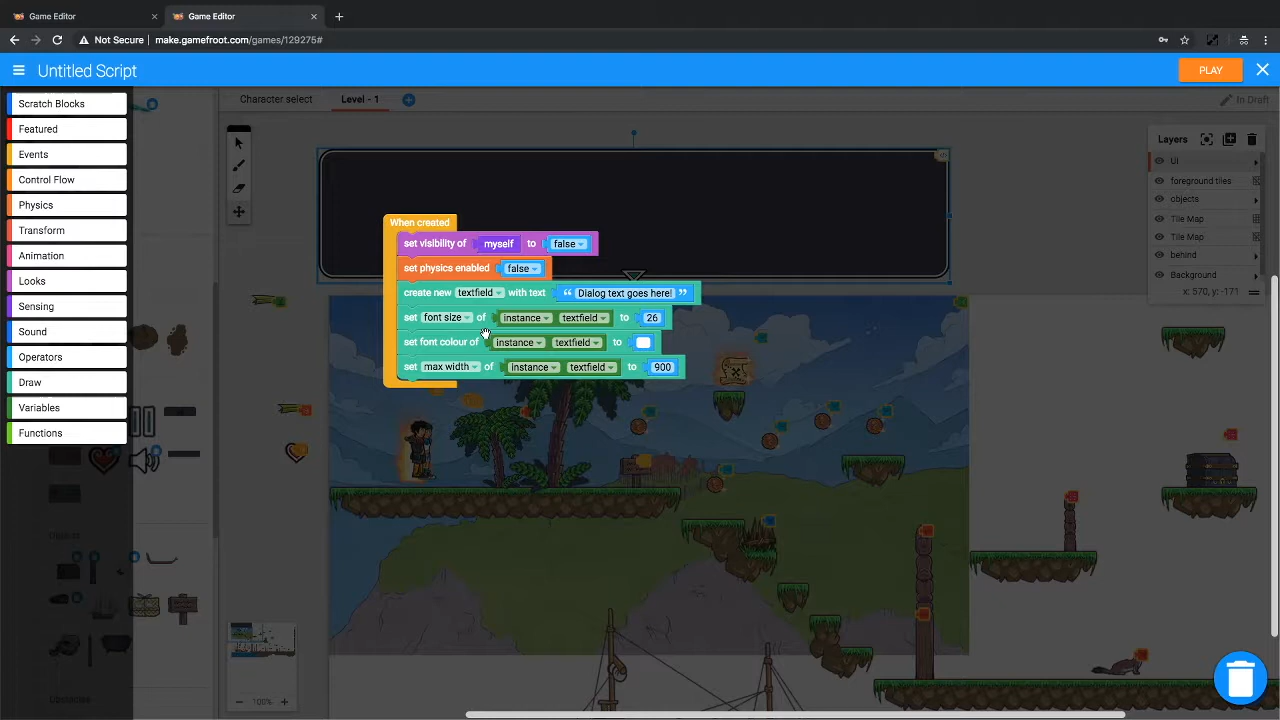 Game Editor
Game Editor
Not Secure
make.gamefroot.com/games/129275#
Untitled Script
PLAY
Scratch Blocks
Featured
Events
Control Flow
Physics
Transform
Animation
Looks
Sensing
Sound
Operators
Draw
Variables
Functions
Character select
Level - 1
In Draft
When created
set visibility of myself to false
set physics enabled false
create new textfield with text “ Dialog text goes here! ”
set font size of instance textfield to 26
set font colour of instance textfield to
set max width of instance textfield to 900
Layers
UI
foreground tiles
objects
Tile Map
Tile Map
behind
Background
x: 570, y: -171
Objects
Obstacles
100%